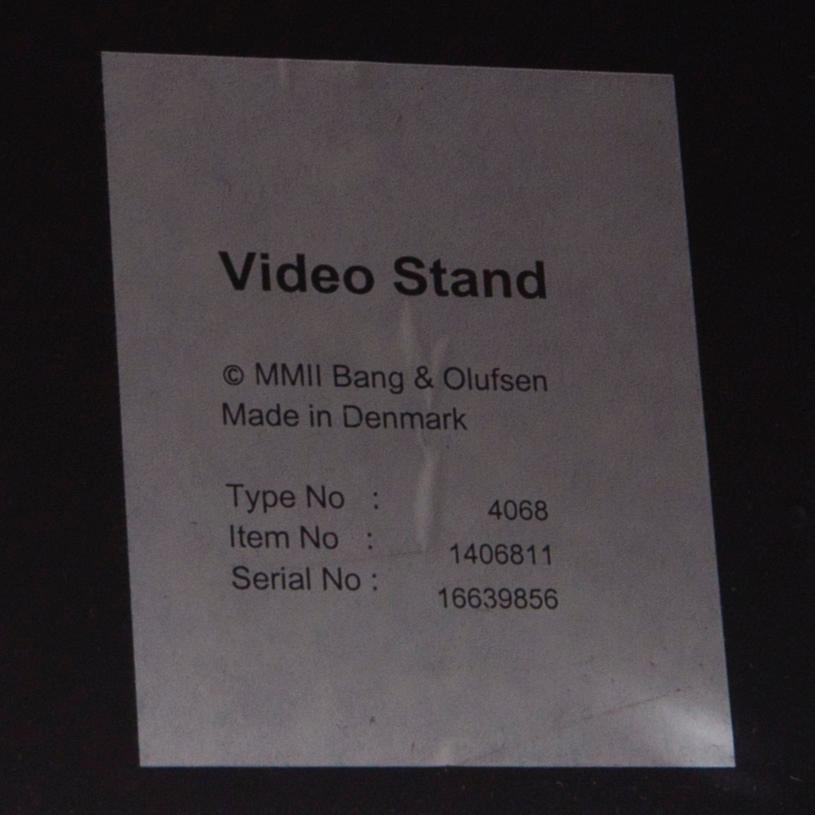 Video Stand
© MMII Bang & Olufsen
Made in Denmark
Type No : 4068
Item No : 1406811
Serial No : 16639856